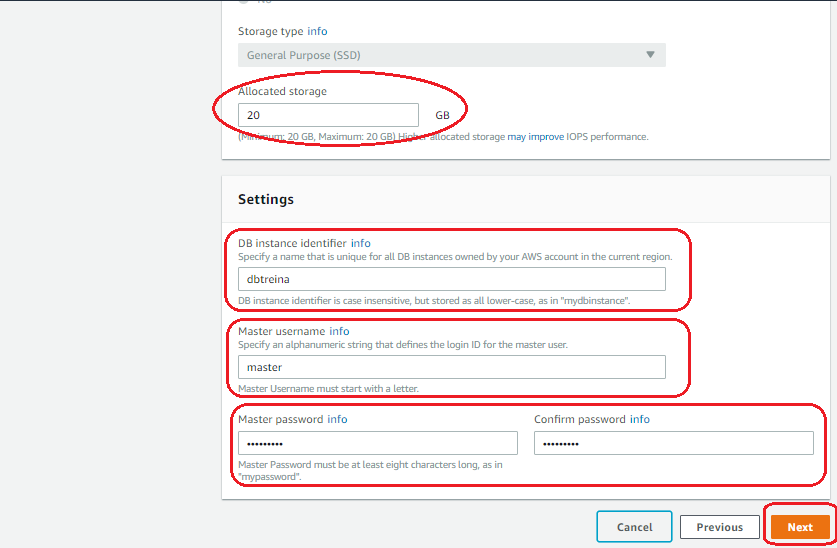 Storage type info
General Purpose (SSD)
Allocated storage
20 GB
(Minimum: 20 GB, Maximum: 20 GB) Higher allocated storage may improve IOPS performance.
Settings
DB instance identifier info
Specify a name that is unique for all DB instances owned by your AWS account in the current region.
dbtreina
DB instance identifier is case insensitive, but stored as all lower-case, as in "mydbinstance".
Master username info
Specify an alphanumeric string that defines the login ID for the master user.
master
Master Username must start with a letter.
Master password info Confirm password info
••••••••• •••••••••
Master Password must be at least eight characters long, as in
"mypassword".
Cancel Previous Next